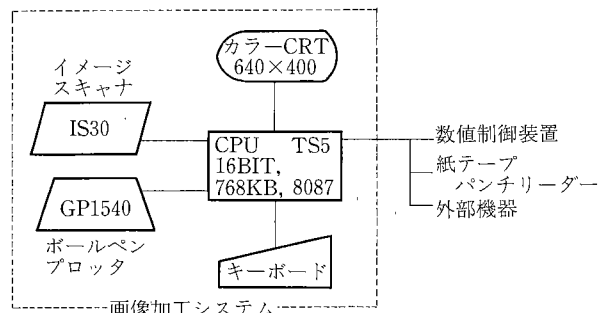 カラーCRT
640×400
イメージ
スキャナ
IS30
CPU TS5
16BIT,
768KB, 8087
GP1540
ボールペン
プロッタ
キーボード
数値制御装置
紙テープ
パンチリーダー
外部機器
画像加工システム